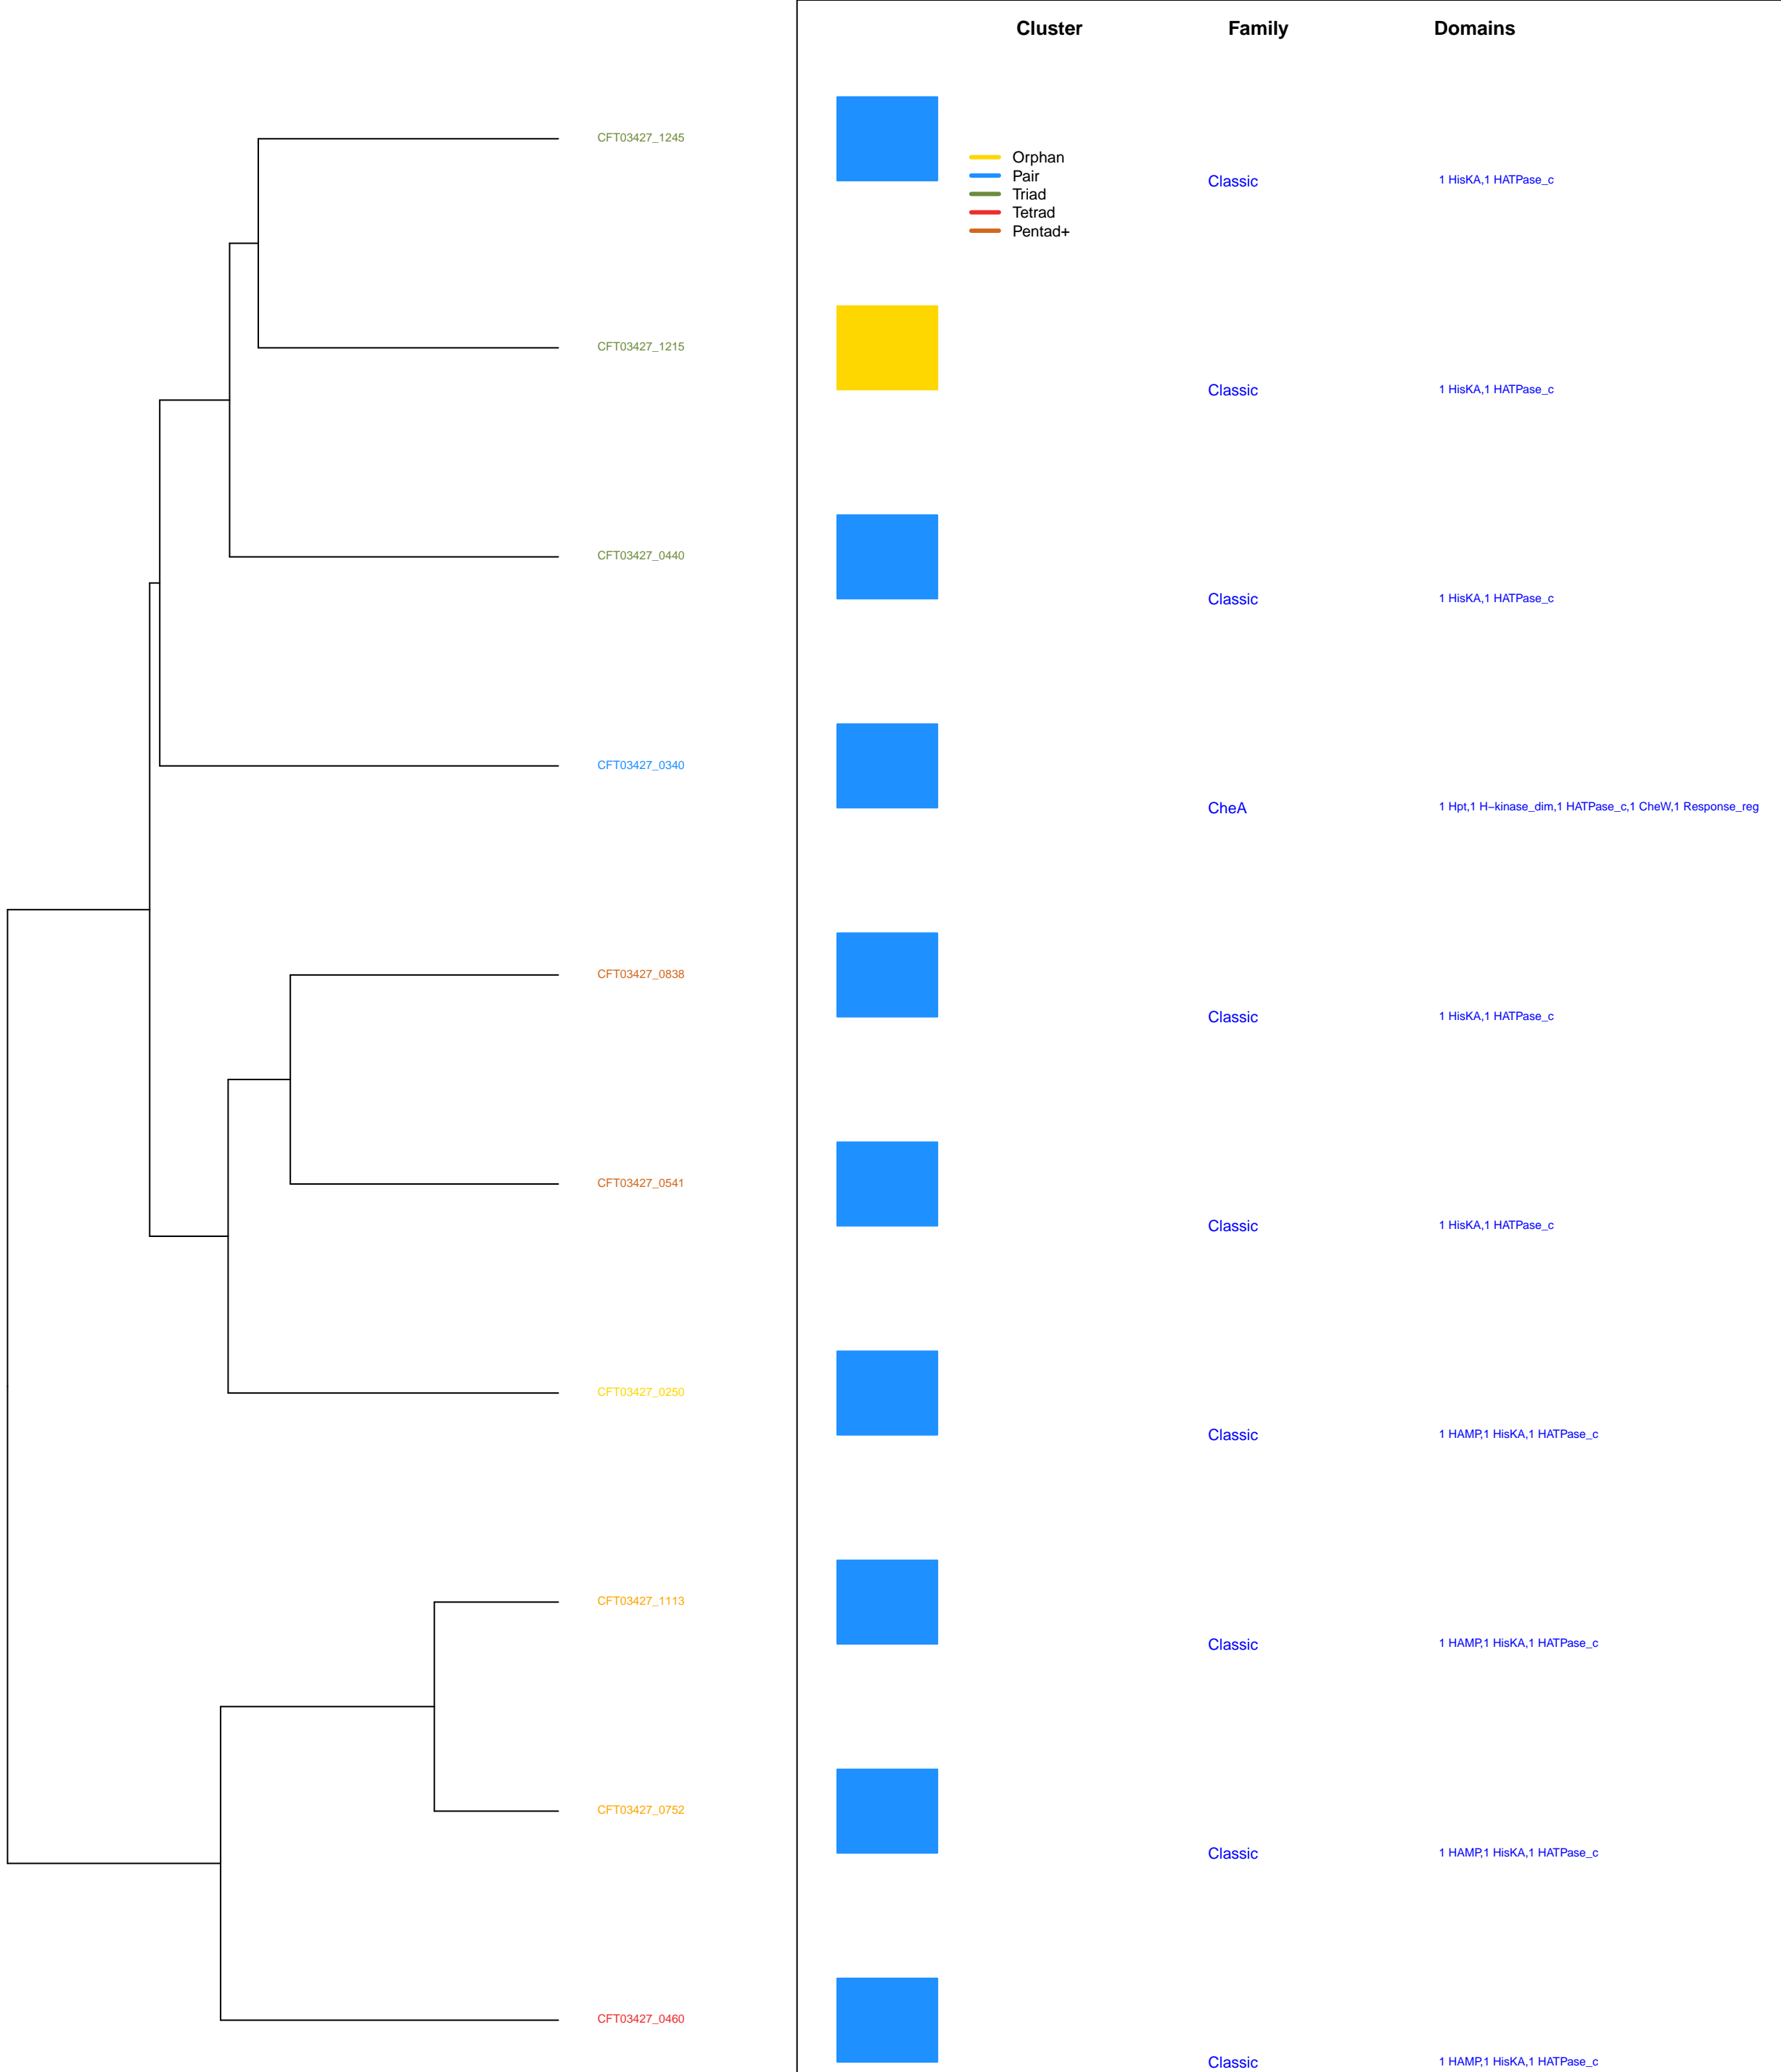 Cluster Family Domains
CFT03427_1245
Orphan
Pair
Triad
Tetrad
Pentad+
Classic 1 HisKA,1 HATPase_c
CFT03427_1215
Classic 1 HisKA,1 HATPase_c
CFT03427_0440
Classic 1 HisKA,1 HATPase_c
CFT03427_0340
CheA 1 Hpt,1 H−kinase_dim,1 HATPase_c,1 CheW,1 Response_reg
CFT03427_0838
Classic 1 HisKA,1 HATPase_c
CFT03427_0541
Classic 1 HisKA,1 HATPase_c
CFT03427_0250
Classic 1 HAMP,1 HisKA,1 HATPase_c
CFT03427_1113
Classic 1 HAMP,1 HisKA,1 HATPase_c
CFT03427_0752
Classic 1 HAMP,1 HisKA,1 HATPase_c
CFT03427_0460
Classic 1 HAMP,1 HisKA,1 HATPase_c